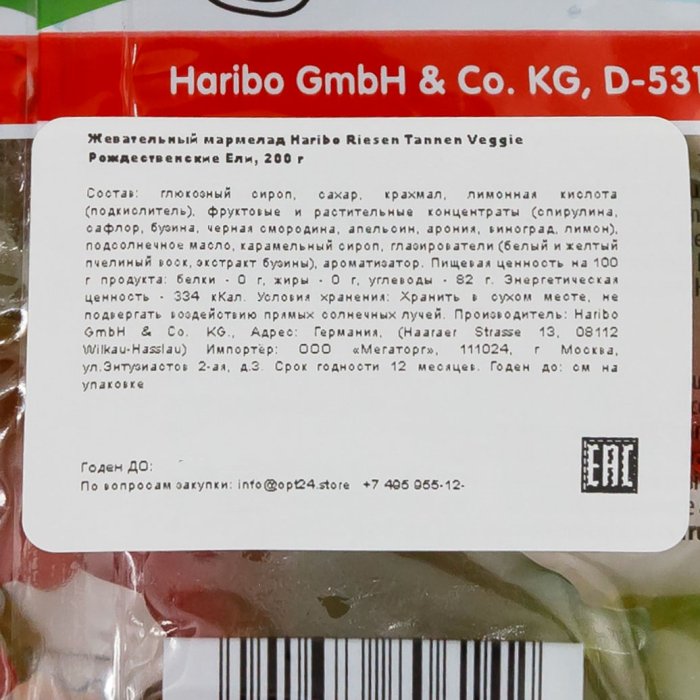 Haribo GmbH & Co. KG, D-531
Жевательный мармелад Haribo Riesen Tannen Veggie
Рождественские Ели, 200 г
Состав: глюкозный сироп, сахар, крахмал, лимонная кислота
(подкислитель), фруктовые и растительные концентраты (спирулина,
сафлор, бузина, черная смородина, апельсин, арония, виноград, лимон),
подсолнечное масло, карамельный сироп, глазирователи (белый и желтый
пчелиный воск, экстракт бузины), ароматизатор. Пищевая ценность на 100
г продукта: белки - 0 г, жиры - 0 г, углеводы - 82 г. Энергетическая
ценность - 334 кКал. Условия хранения: Хранить в сухом месте, не
подвергать воздействию прямых солнечных лучей. Производитель: Haribo
GmbH & Co. KG., Адрес: Германия, (Haaraer Strasse 13, 08112
Wilkau-Hasslau) Импортёр: ООО «Мегаторг», 111024, г Москва,
ул.Энтузиастов 2-ая, д.3. Срок годности 12 месяцев. Годен до: см на
упаковке
Годен ДО:
По вопросам закупки: info@opt24.store +7 495 955-12-
EAC